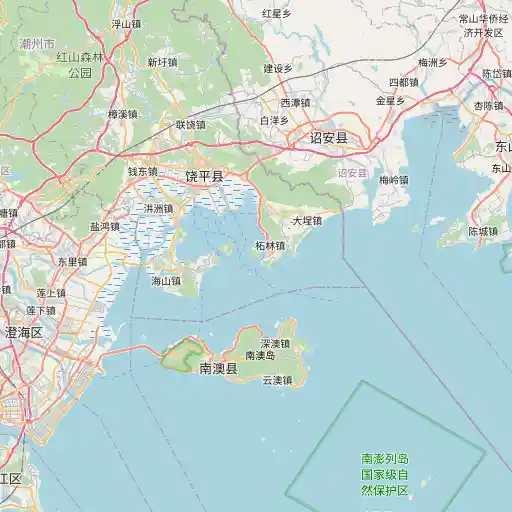 红星乡
常山华侨经
济开发区
浮山镇
潮州市
红山森林
公园
新圩镇
建设乡
梅洲乡
陈岱镇
四都镇
西潭镇
金星乡
杏陈镇
樟溪镇
联饶镇
白洋乡
诏安县
东山
钱东镇
饶平县
诏安县
梅岭镇
东山
洪洲镇
盐鸿镇
大埕镇
陈城镇
柘林镇
东里镇
海山镇
莲上镇
莲下镇
澄海区
深澳镇
南澳岛
南澳县
云澳镇
南澎列岛
国家级自
然保护区
江区